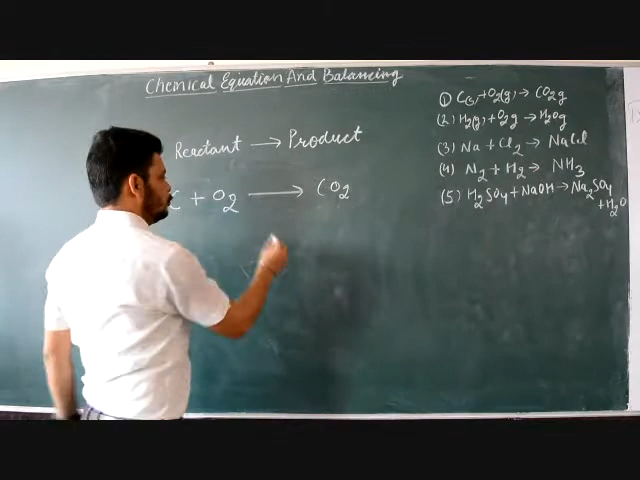 Chemical Equation And Balancing
Reactant → Product
C + O2 → CO2
(1) C(s) + O2(g) → CO2g
(2) H2(g) + O2g → H2Og
(3) Na + Cl2 → NaCl
(4) N2 + H2 → NH3
(5) H2SO4 + NaOH → Na2SO4
+ H2O